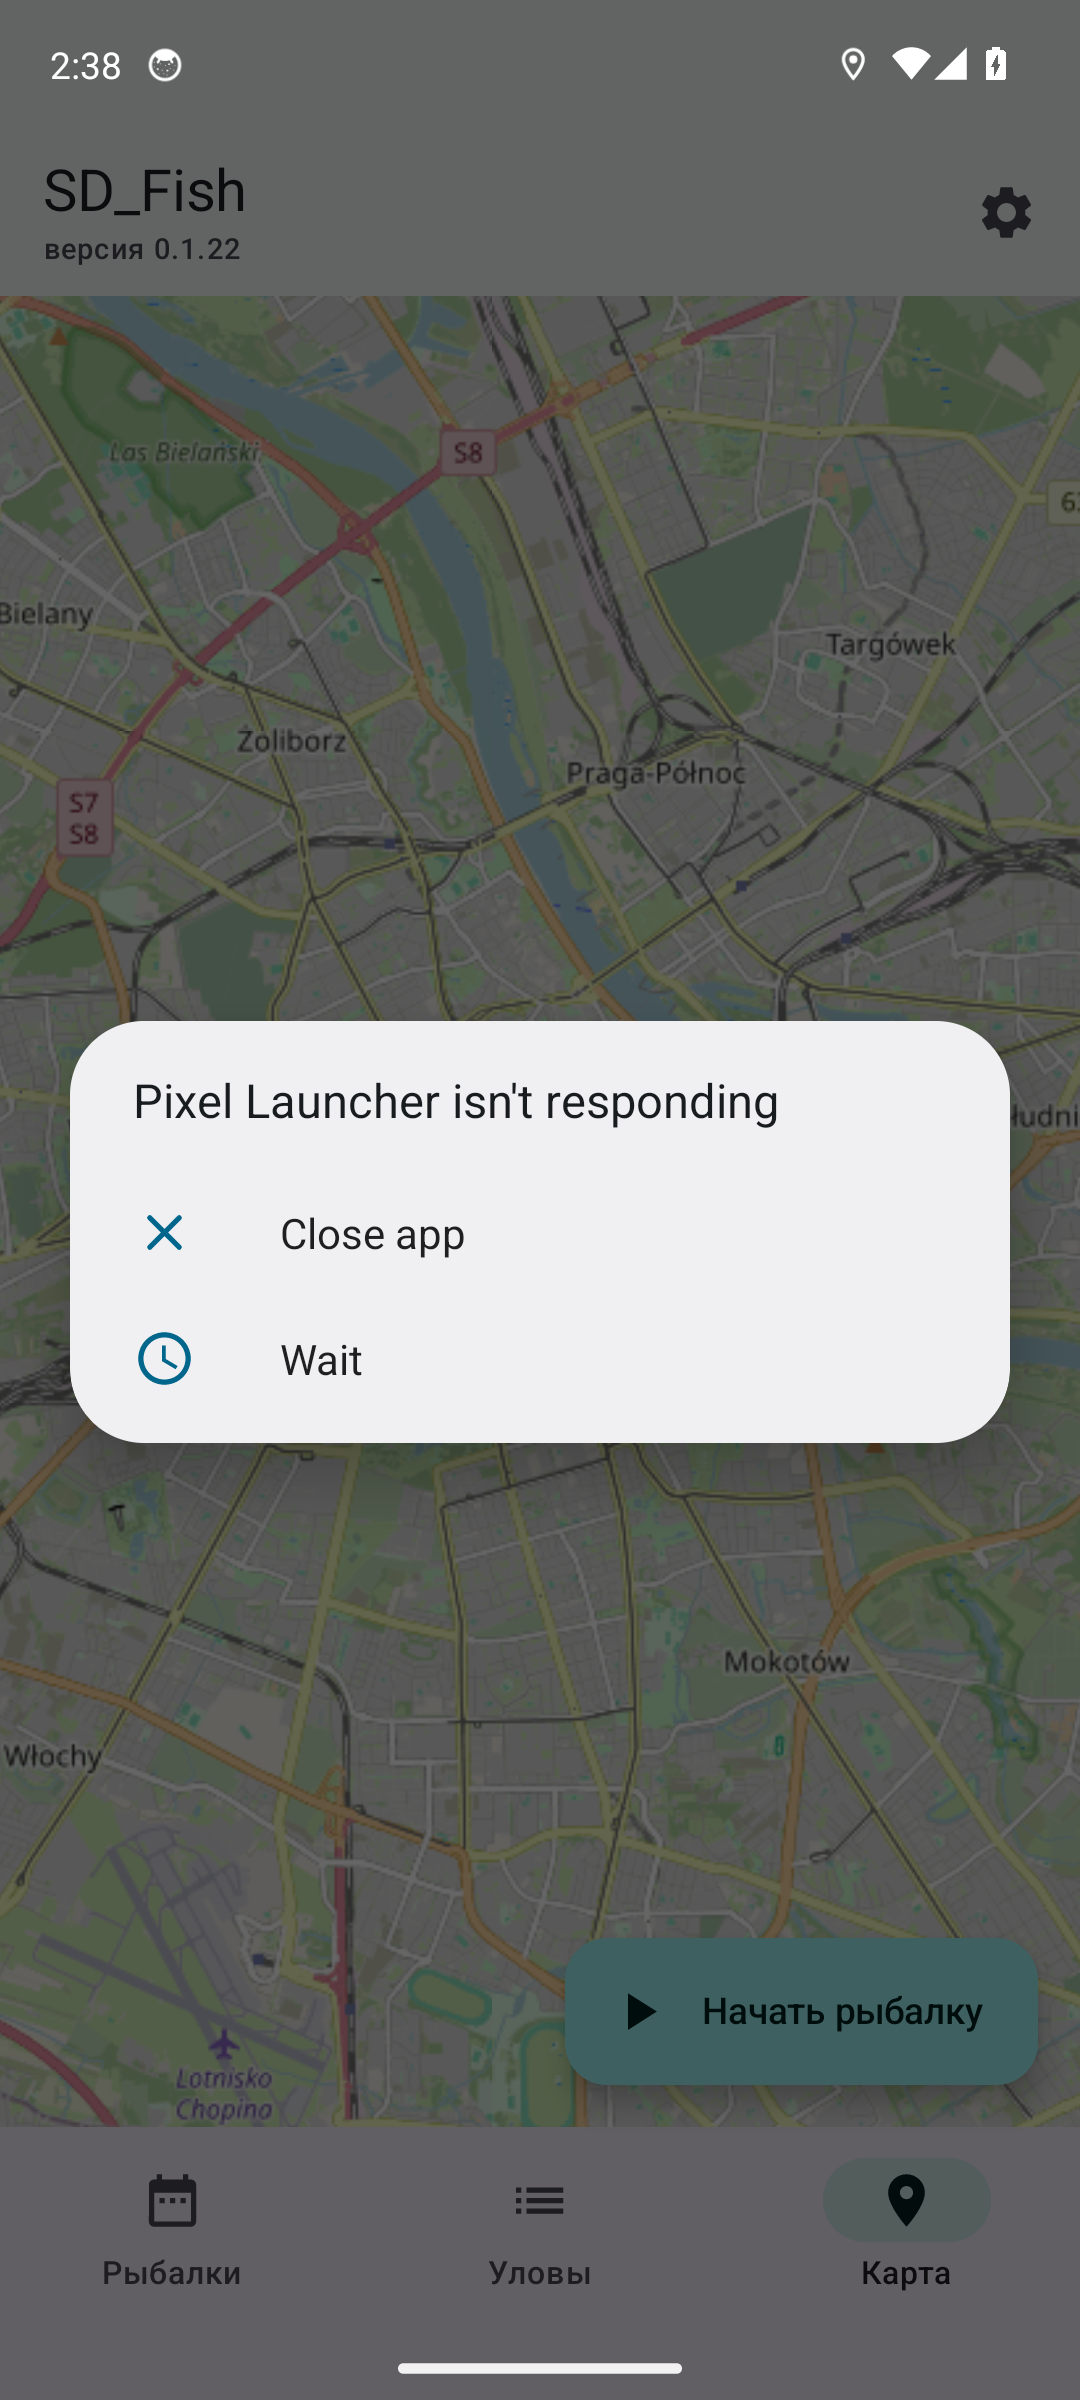 2:38
SD_Fish
версия 0.1.22
Las Bielański
S8
Bielany
Targówek
Żoliborz
Praga-Północ
S7
S8
Pixel Launcher isn't responding
Close app
Wait
Mokotów
Włochy
Начать рыбалку
Lotnisko
Chopina
Рыбалки
Уловы
Карта